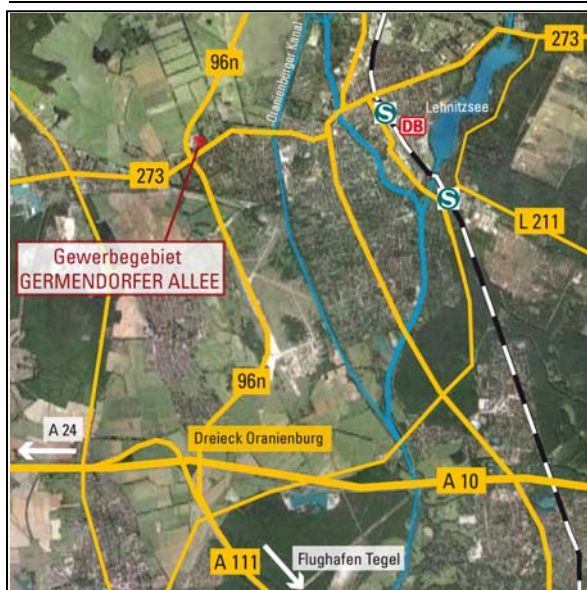 96n
Oranienburger Kanal
273
Lehnitzsee
S
DB
273
S
L 211
Gewerbegebiet
GERMENDORFER ALLEE
96n
A 24
Dreieck Oranienburg
A 10
A 111
Flughafen Tegel